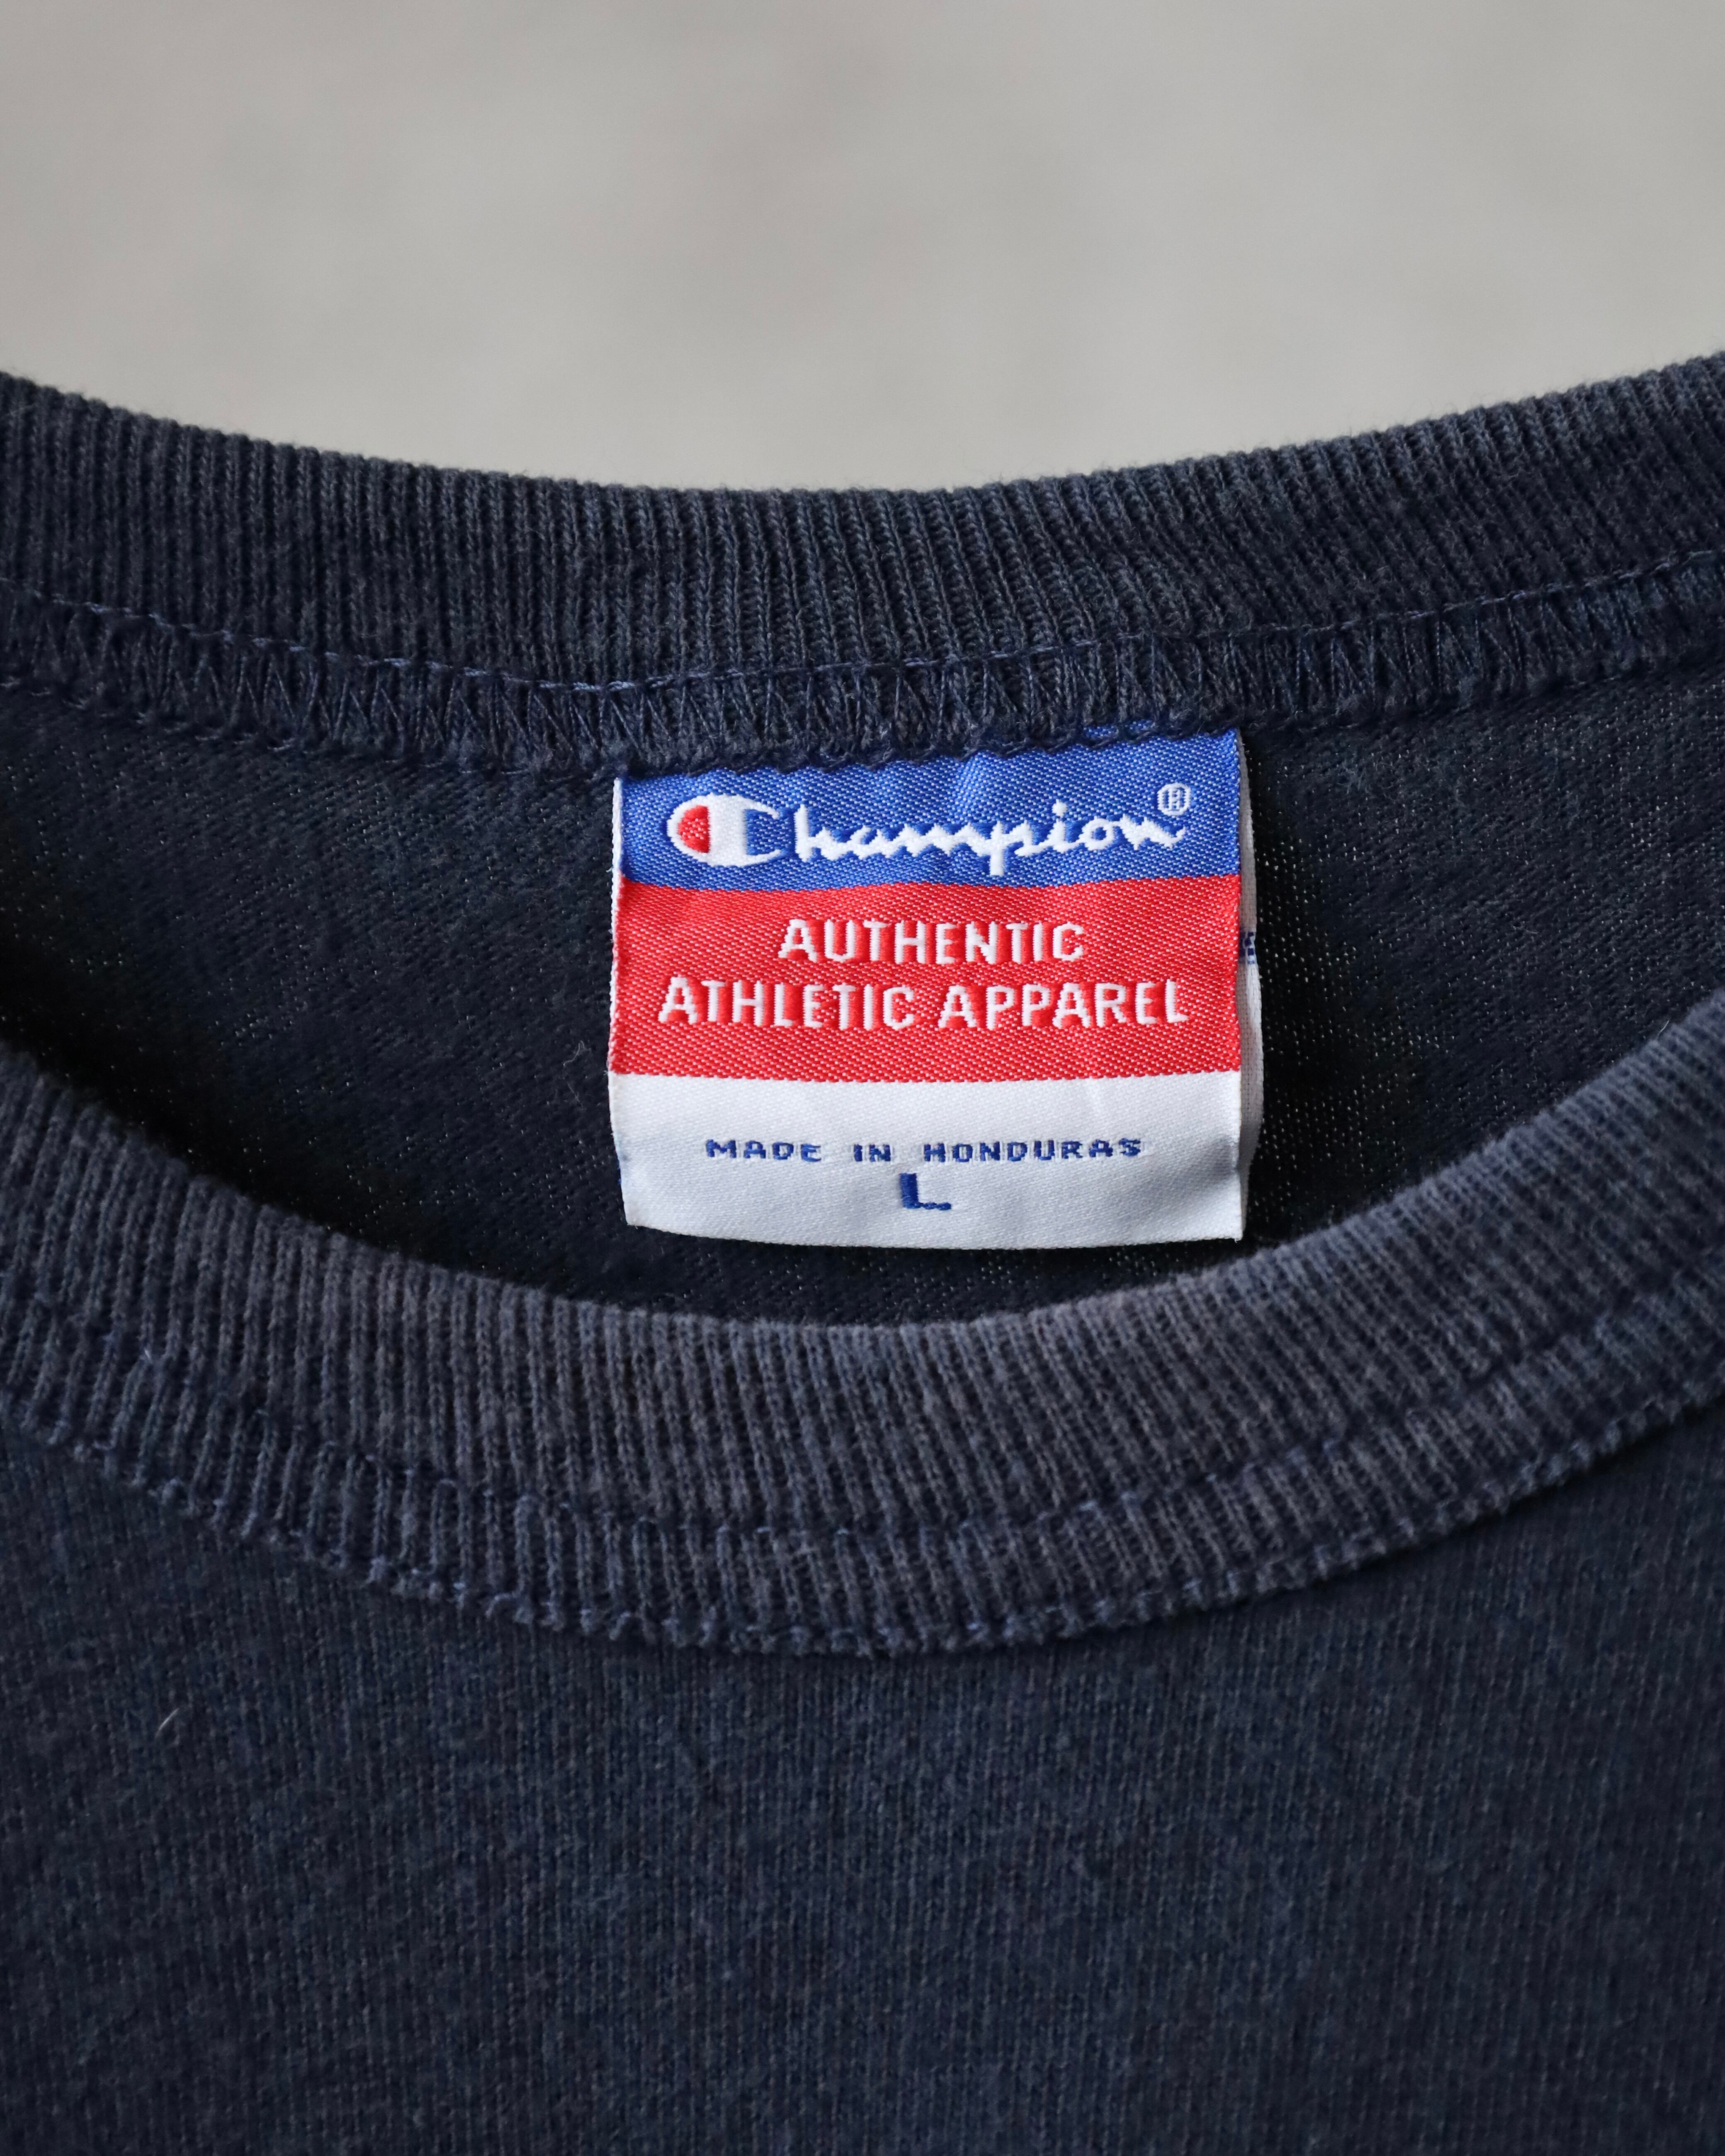 Champion®
AUTHENTIC
ATHLETIC APPAREL
MADE IN HONDURAS
L